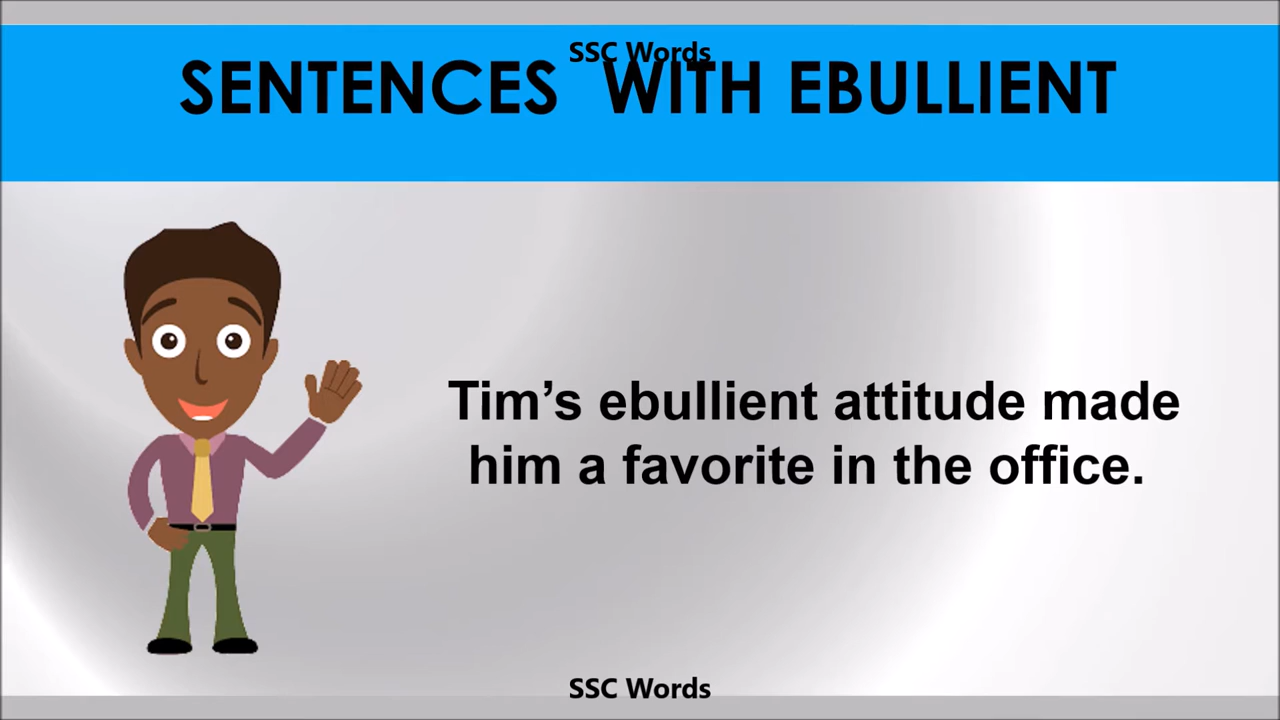 SSC Words
SENTENCES WITH EBULLIENT
Tim’s ebullient attitude made
him a favorite in the office.
SSC Words